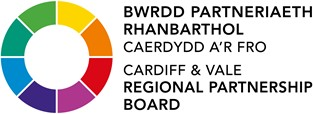 BWRDD PARTNERIAETH
RHANBARTHOL
CAERDYDD A'R FRO
CARDIFF & VALE
REGIONAL PARTNERSHIP
BOARD